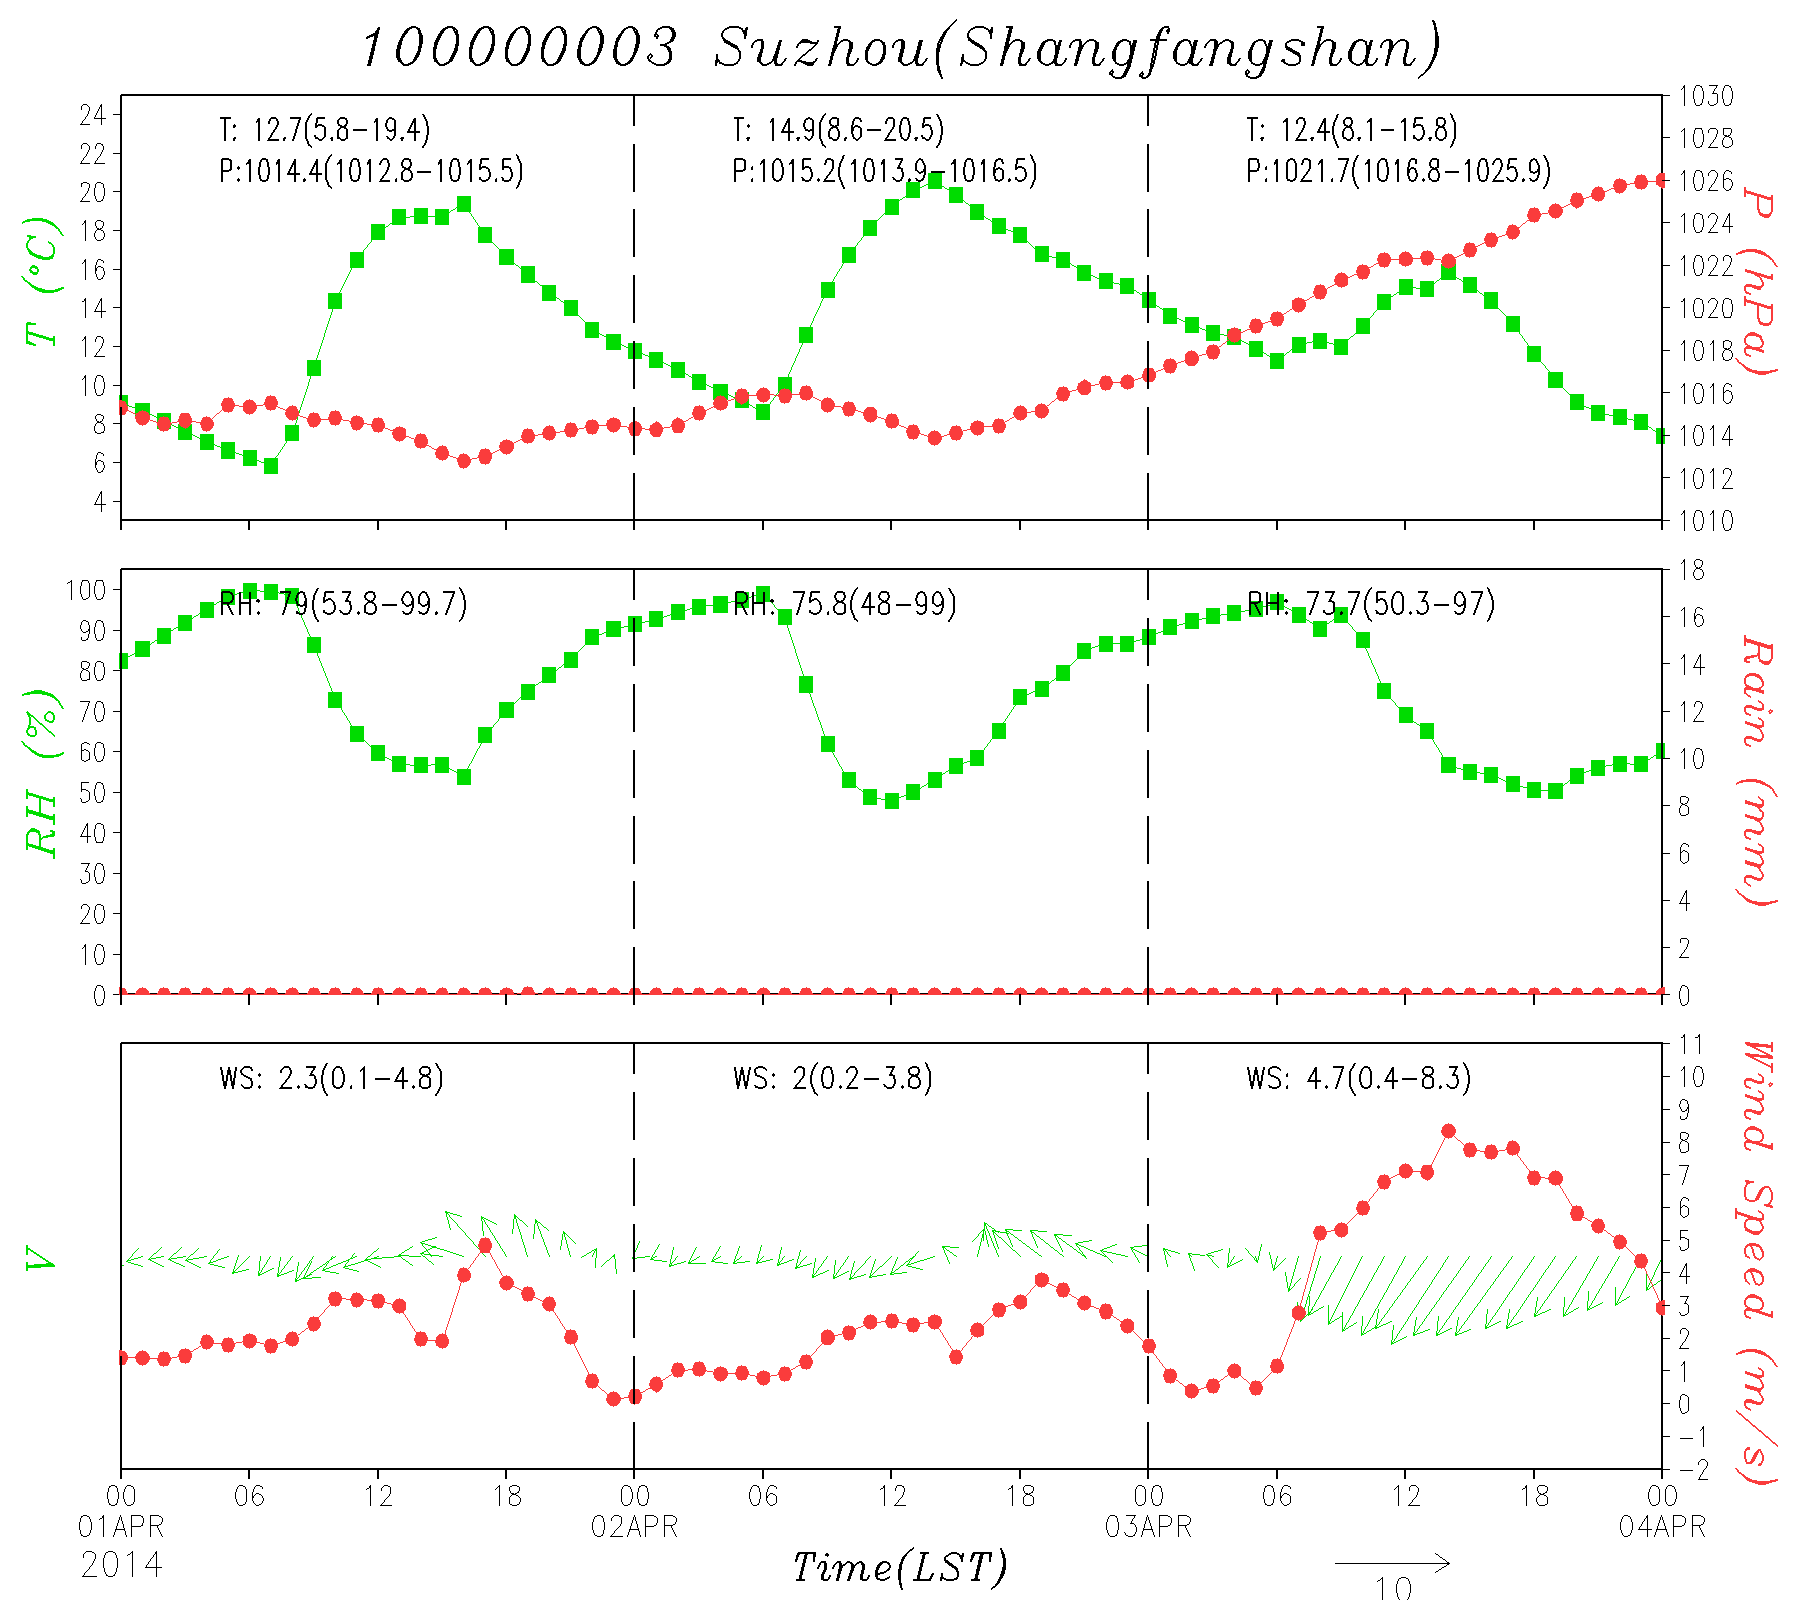 100000003 Suzhou(Shangfangshan)
T: 12.7(5.8-19.4)
P:1014.4(1012.8-1015.5)
T: 14.9(8.6-20.5)
P:1015.2(1013.9-1016.5)
T: 12.4(8.1-15.8)
P:1021.7(1016.8-1025.9)
24
22
20
18
16
14
12
10
8
6
4
T (°C)
1030
1028
1026
1024
1022
1020
1018
1016
1014
1012
1010
P (hPa)
RH: 79(53.8-99.7)
RH: 75.8(48-99)
RH: 73.7(50.3-97)
100
90
80
70
60
50
40
30
20
10
0
RH (%)
18
16
14
12
10
8
6
4
2
0
Rain (mm)
WS: 2.3(0.1-4.8)
WS: 2(0.2-3.8)
WS: 4.7(0.4-8.3)
V
11
10
9
8
7
6
5
4
3
2
1
0
-1
-2
Wind Speed (m/s)
00 06 12 18 00 06 12 18 00 06 12 18 00
01APR 02APR 03APR 04APR
2014
Time(LST)
10